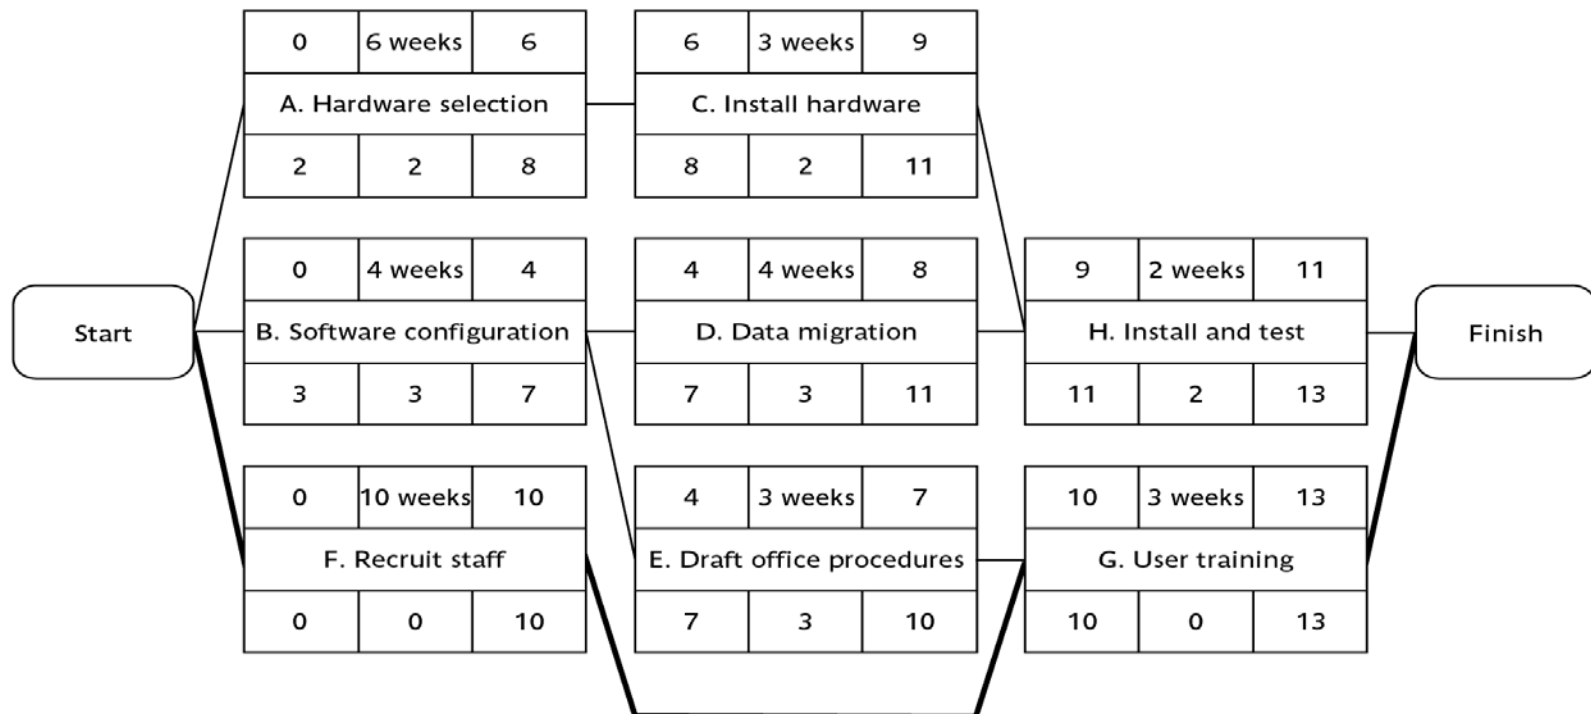 0 6 weeks 6
A. Hardware selection
2 2 8
6 3 weeks 9
C. Install hardware
8 2 11
Start
0 4 weeks 4
B. Software configuration
3 3 7
4 4 weeks 8
D. Data migration
7 3 11
9 2 weeks 11
H. Install and test
11 2 13
Finish
0 10 weeks 10
F. Recruit staff
0 0 10
4 3 weeks 7
E. Draft office procedures
7 3 10
10 3 weeks 13
G. User training
10 0 13